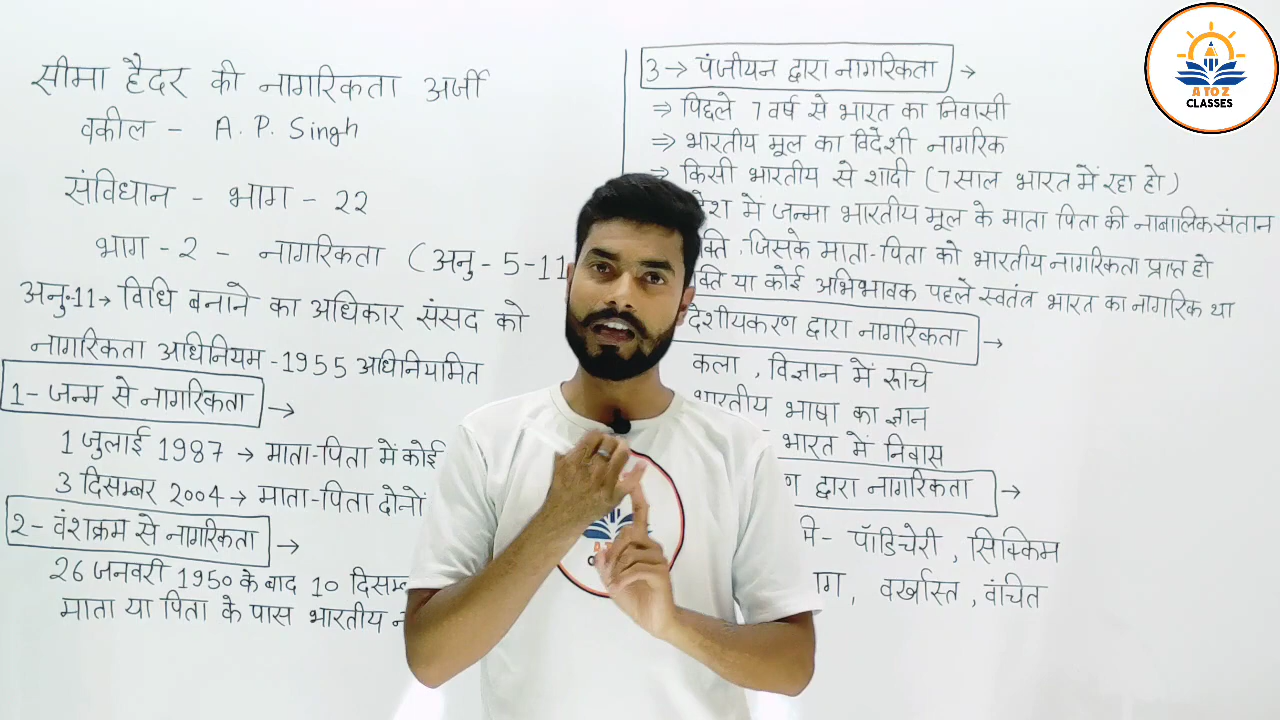 सीमा हैदर की नागरिकता अर्जी
वकील - A. P. Singh
संविधान - भाग - 22
भाग - 2 - नागरिकता (अनु - 5-11
अनु॰11→ विधि बनाने का अधिकार संसद को
नागरिकता अधिनियम - 1955 अधिनियमित
1- जन्म से नागरिकता →
1 जुलाई 1987 → माता-पिता में कोई
3 दिसम्बर 2004 → माता-पिता दोनों
2- वंशक्रम से नागरिकता →
26 जनवरी 1950 के बाद 10
माता या पिता के पास भारतीय
3 → पंजीयन द्वारा नागरिकता →
⇒ पिछले 7 वर्ष से भारत का निवासी
⇒ भारतीय मूल का विदेशी नागरिक
⇒ किसी भारतीय से शादी (7 साल भारत में रहा हो)
में जन्मा भारतीय मूल के माता पिता की नाबालिक संतान
जिसके माता-पिता को भारतीय नागरिकता प्राप्त हो
या कोई अभिभावक पहले स्वतंत्र भारत का नागरिक था
देशीयकरण द्वारा नागरिकता →
कला , विज्ञान में रूचि
भारतीय भाषा का ज्ञान
- भारत में निवास
द्वारा नागरिकता →
- पॉडिचेरी , सिक्किम
, वर्खास्त , वंचित
A TO Z
CLASSES